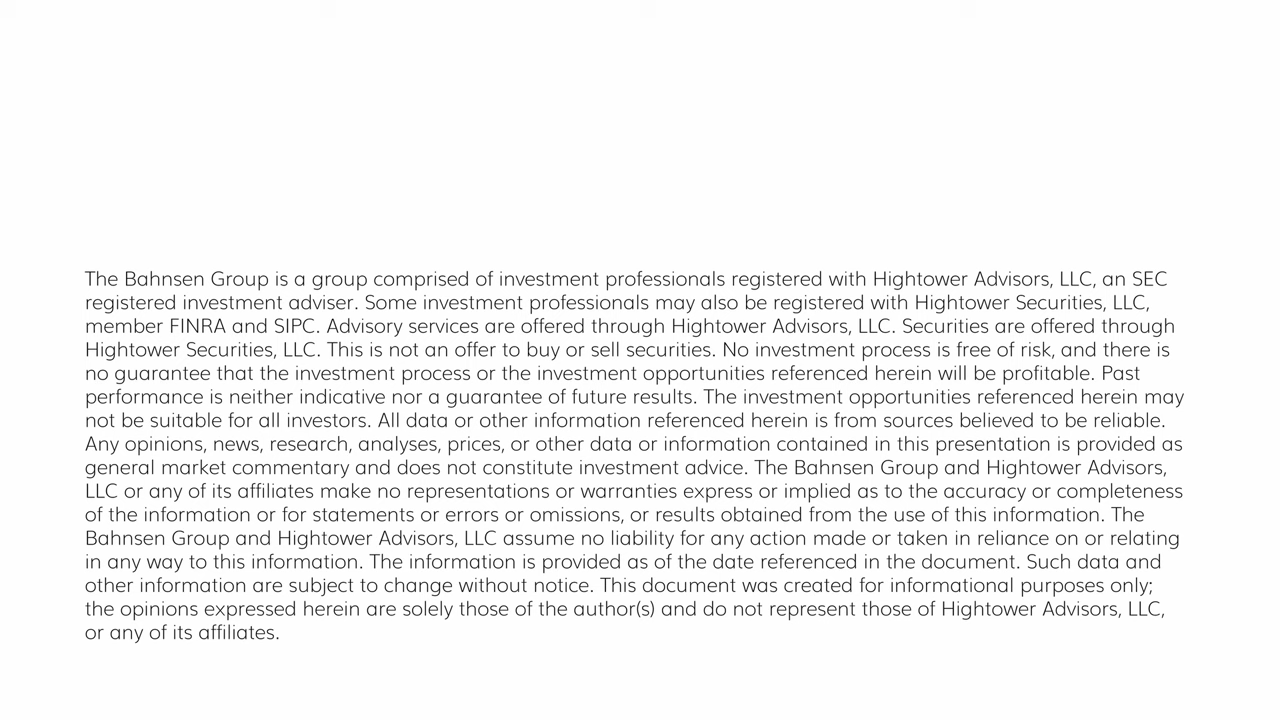 The Bahnsen Group is a group comprised of investment professionals registered with Hightower Advisors, LLC, an SEC
registered investment adviser. Some investment professionals may also be registered with Hightower Securities, LLC,
member FINRA and SIPC. Advisory services are offered through Hightower Advisors, LLC. Securities are offered through
Hightower Securities, LLC. This is not an offer to buy or sell securities. No investment process is free of risk, and there is
no guarantee that the investment process or the investment opportunities referenced herein will be profitable. Past
performance is neither indicative nor a guarantee of future results. The investment opportunities referenced herein may
not be suitable for all investors. All data or other information referenced herein is from sources believed to be reliable.
Any opinions, news, research, analyses, prices, or other data or information contained in this presentation is provided as
general market commentary and does not constitute investment advice. The Bahnsen Group and Hightower Advisors,
LLC or any of its affiliates make no representations or warranties express or implied as to the accuracy or completeness
of the information or for statements or errors or omissions, or results obtained from the use of this information. The
Bahnsen Group and Hightower Advisors, LLC assume no liability for any action made or taken in reliance on or relating
in any way to this information. The information is provided as of the date referenced in the document. Such data and
other information are subject to change without notice. This document was created for informational purposes only;
the opinions expressed herein are solely those of the author(s) and do not represent those of Hightower Advisors, LLC,
or any of its affiliates.